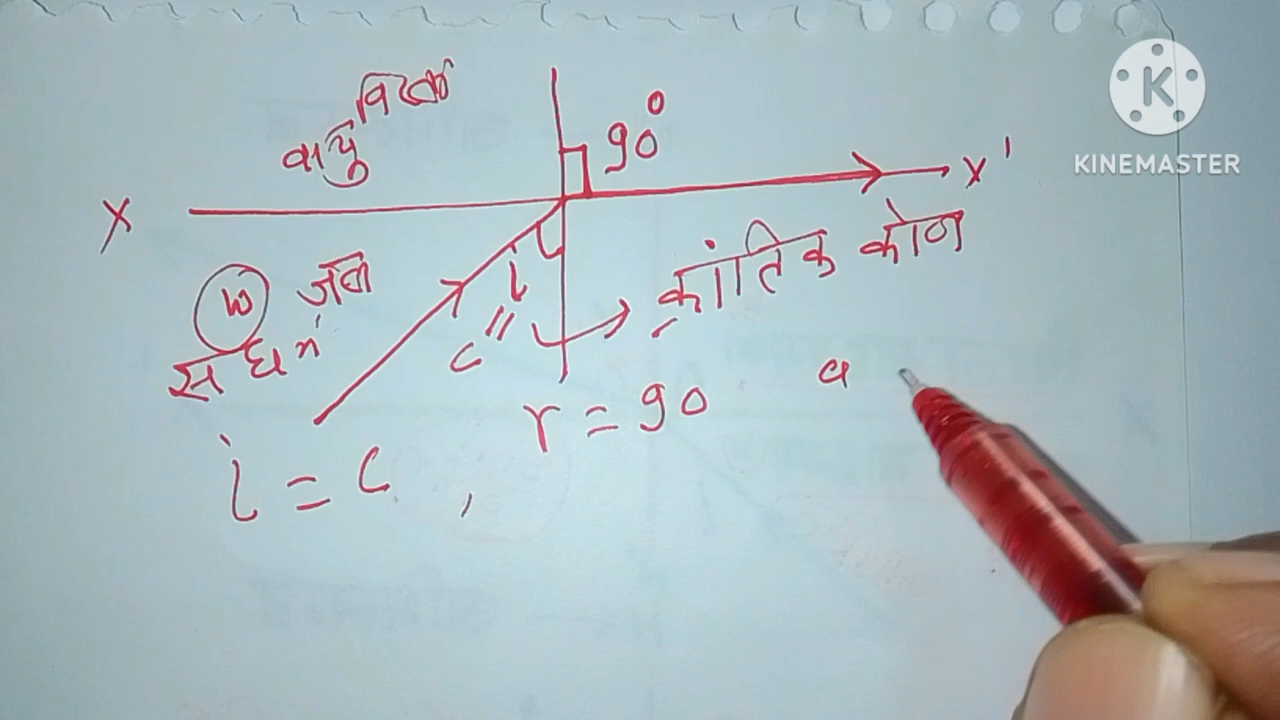 वायु विरल
90°
KINEMASTER
X
X'
W जल
सघन
i
=
c
क्रांतिक कोण
i = c , r = 90
a